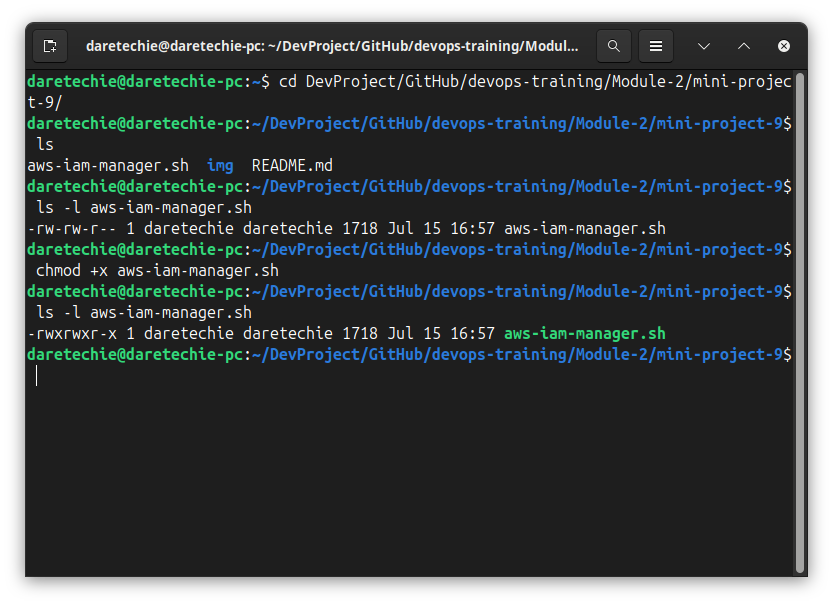 daretechie@daretechie-pc: ~/DevProject/GitHub/devops-training/Modul...
daretechie@daretechie-pc:~$ cd DevProject/GitHub/devops-training/Module-2/mini-projec
t-9/
daretechie@daretechie-pc:~/DevProject/GitHub/devops-training/Module-2/mini-project-9$
ls
aws-iam-manager.sh  img  README.md
daretechie@daretechie-pc:~/DevProject/GitHub/devops-training/Module-2/mini-project-9$
ls -l aws-iam-manager.sh
-rw-rw-r-- 1 daretechie daretechie 1718 Jul 15 16:57 aws-iam-manager.sh
daretechie@daretechie-pc:~/DevProject/GitHub/devops-training/Module-2/mini-project-9$
chmod +x aws-iam-manager.sh
daretechie@daretechie-pc:~/DevProject/GitHub/devops-training/Module-2/mini-project-9$
ls -l aws-iam-manager.sh
-rwxrwxr-x 1 daretechie daretechie 1718 Jul 15 16:57 aws-iam-manager.sh
daretechie@daretechie-pc:~/DevProject/GitHub/devops-training/Module-2/mini-project-9$